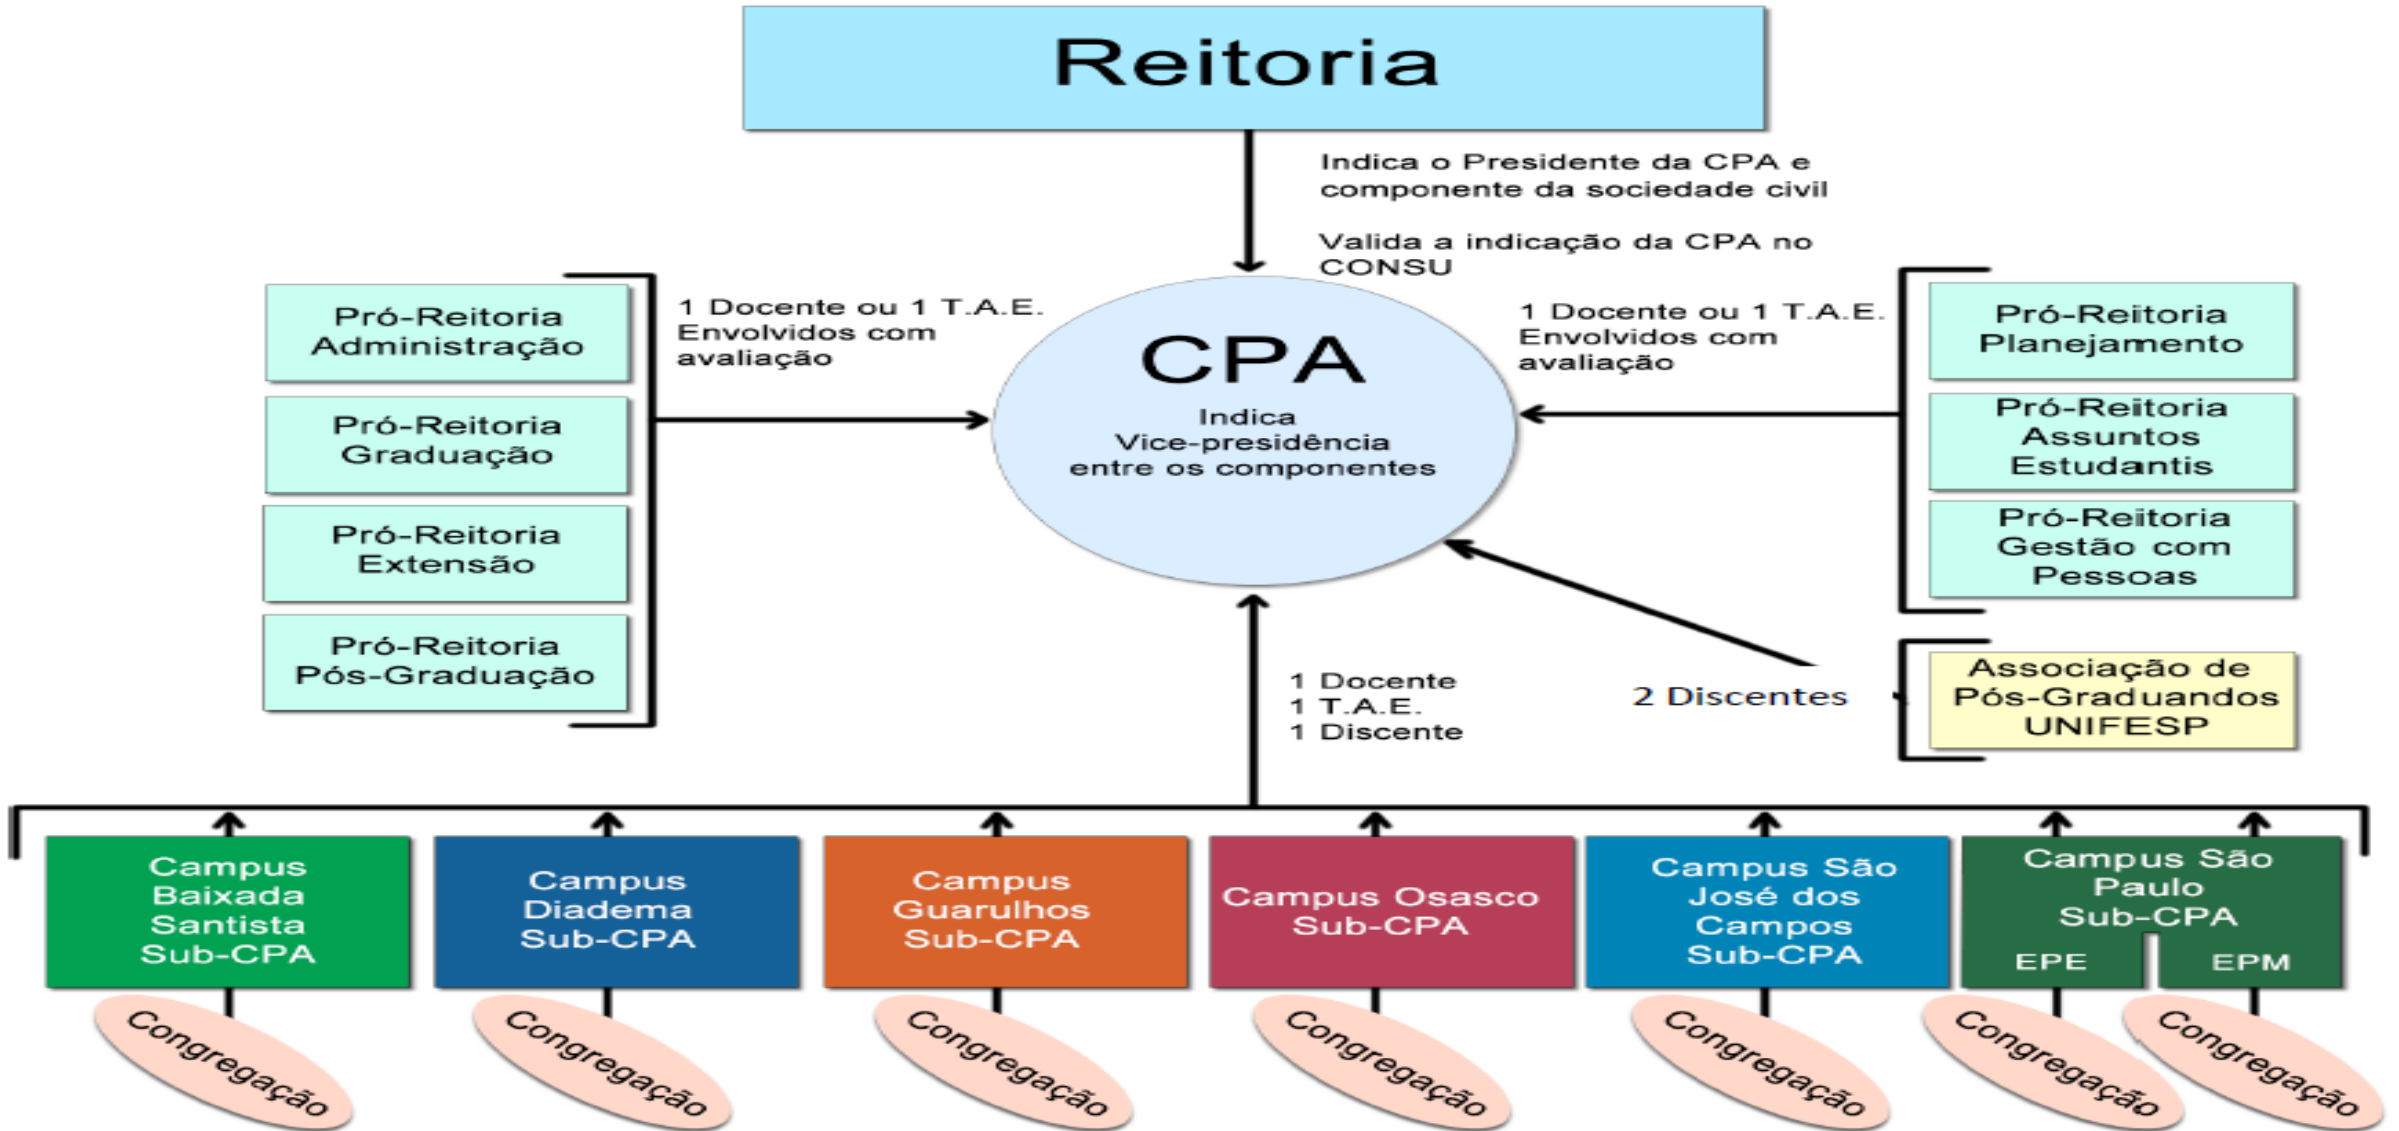 Reitoria
Indica o Presidente da CPA e
componente da sociedade civil
Valida a indicação da CPA no
CONSU
Pró-Reitoria
Administração
Pró-Reitoria
Graduação
Pró-Reitoria
Extensão
Pró-Reitoria
Pós-Graduação
1 Docente ou 1 T.A.E.
Envolvidos com
avaliação
CPA
Indica
Vice-presidência
entre os componentes
1 Docente ou 1 T.A.E.
Envolvidos com
avaliação
Pró-Reitoria
Planejamento
Pró-Reitoria
Assuntos
Estudantis
Pró-Reitoria
Gestão com
Pessoas
1 Docente
1 T.A.E.
1 Discente
2 Discentes
Associação de
Pós-Graduandos
UNIFESP
Campus
Baixada
Santista
Sub-CPA
Campus
Diadema
Sub-CPA
Campus
Guarulhos
Sub-CPA
Campus Osasco
Sub-CPA
Campus São
José dos
Campos
Sub-CPA
Campus São
Paulo
Sub-CPA
EPE
EPM
Congregação
Congregação
Congregação
Congregação
Congregação
Congregação
Congregação